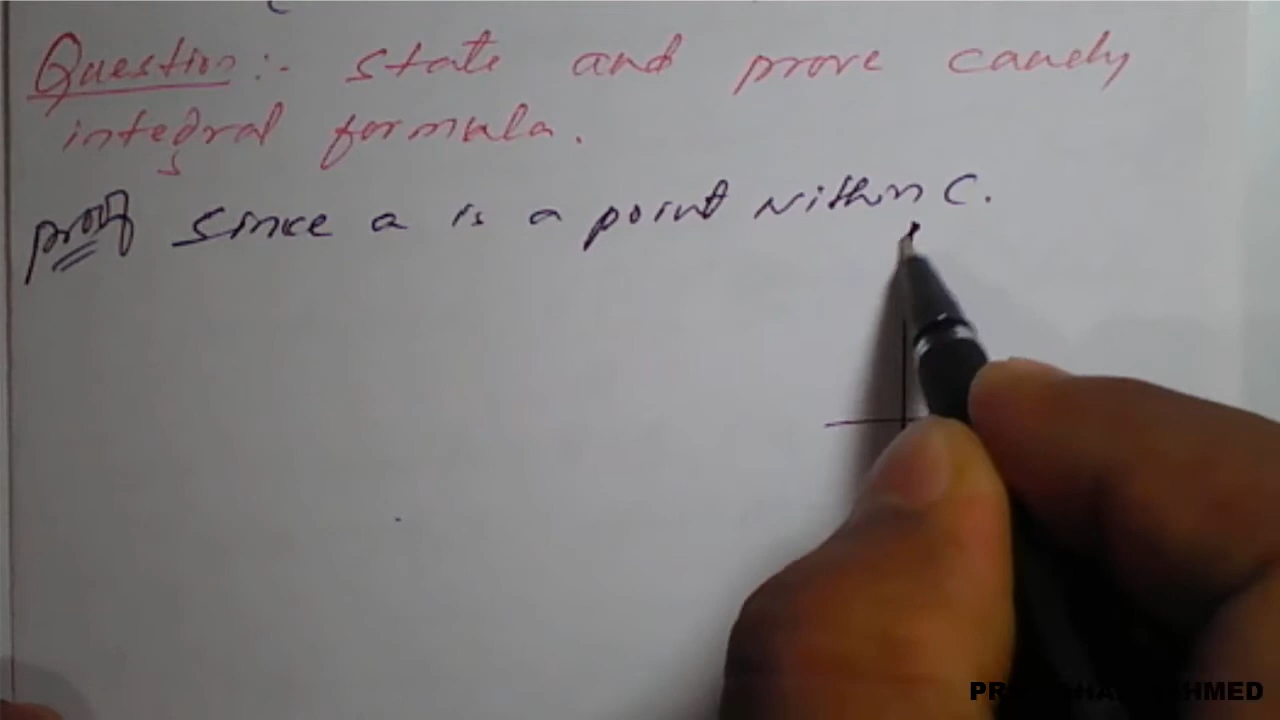 Question:- state and prove cauchy
integral formula.
proof since a is a point within C.